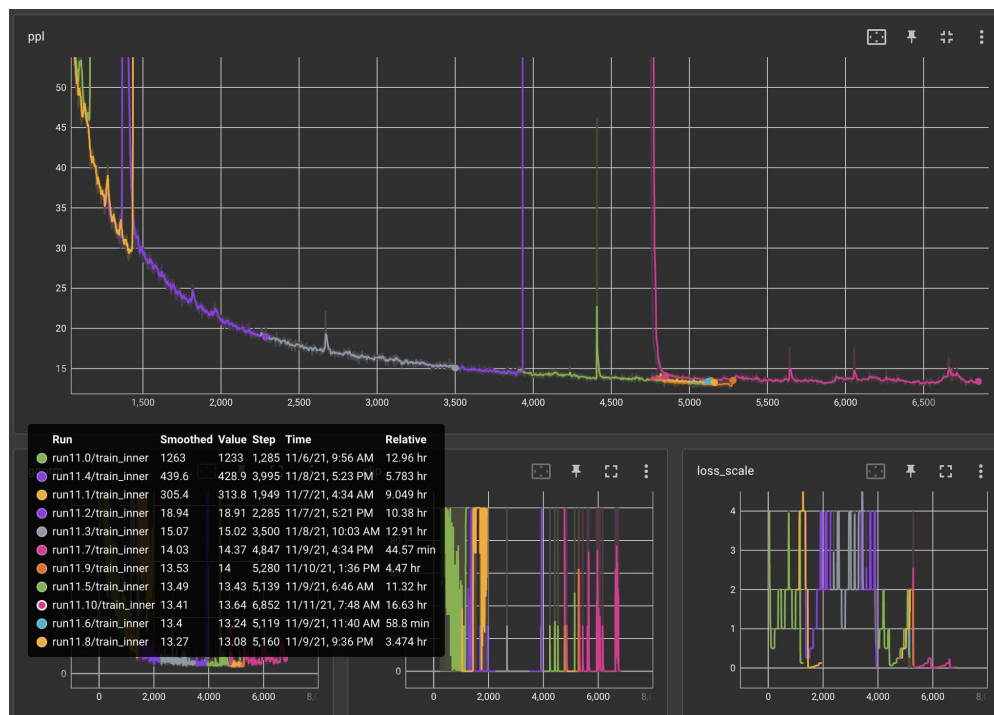 ppl
50
45
40
35
30
25
20
15
1,500 2,000 2,500 3,000 3,500 4,000 4,500 5,000 5,500 6,000 6,500
Run Smoothed Value Step Time Relative
run11.0/train_inner 1263 1233 1,285 11/6/21, 9:56 AM 12.96 hr
run11.4/train_inner 439.6 428.9 3,995 11/8/21, 5:23 PM 5.783 hr
run11.1/train_inner 305.4 313.8 1,949 11/7/21, 4:34 AM 9.049 hr
run11.2/train_inner 18.94 18.91 2,285 11/7/21, 5:21 PM 10.38 hr
run11.3/train_inner 15.07 15.02 3,500 11/8/21, 10:03 AM 12.91 hr
run11.7/train_inner 14.03 14.37 4,847 11/9/21, 4:34 PM 44.57 min
run11.9/train_inner 13.53 14 5,280 11/10/21, 1:36 PM 4.47 hr
run11.5/train_inner 13.49 13.43 5,139 11/9/21, 6:46 AM 11.32 hr
run11.10/train_inner 13.41 13.64 6,852 11/11/21, 7:48 AM 16.63 hr
run11.6/train_inner 13.4 13.24 5,119 11/9/21, 11:40 AM 58.8 min
run11.8/train_inner 13.27 13.08 5,160 11/9/21, 9:36 PM 3.474 hr
0
0 2,000 4,000 6,000
0
0 2,000 4,000 6,000
loss_scale
4
3
2
1
0
0 2,000 4,000 6,000